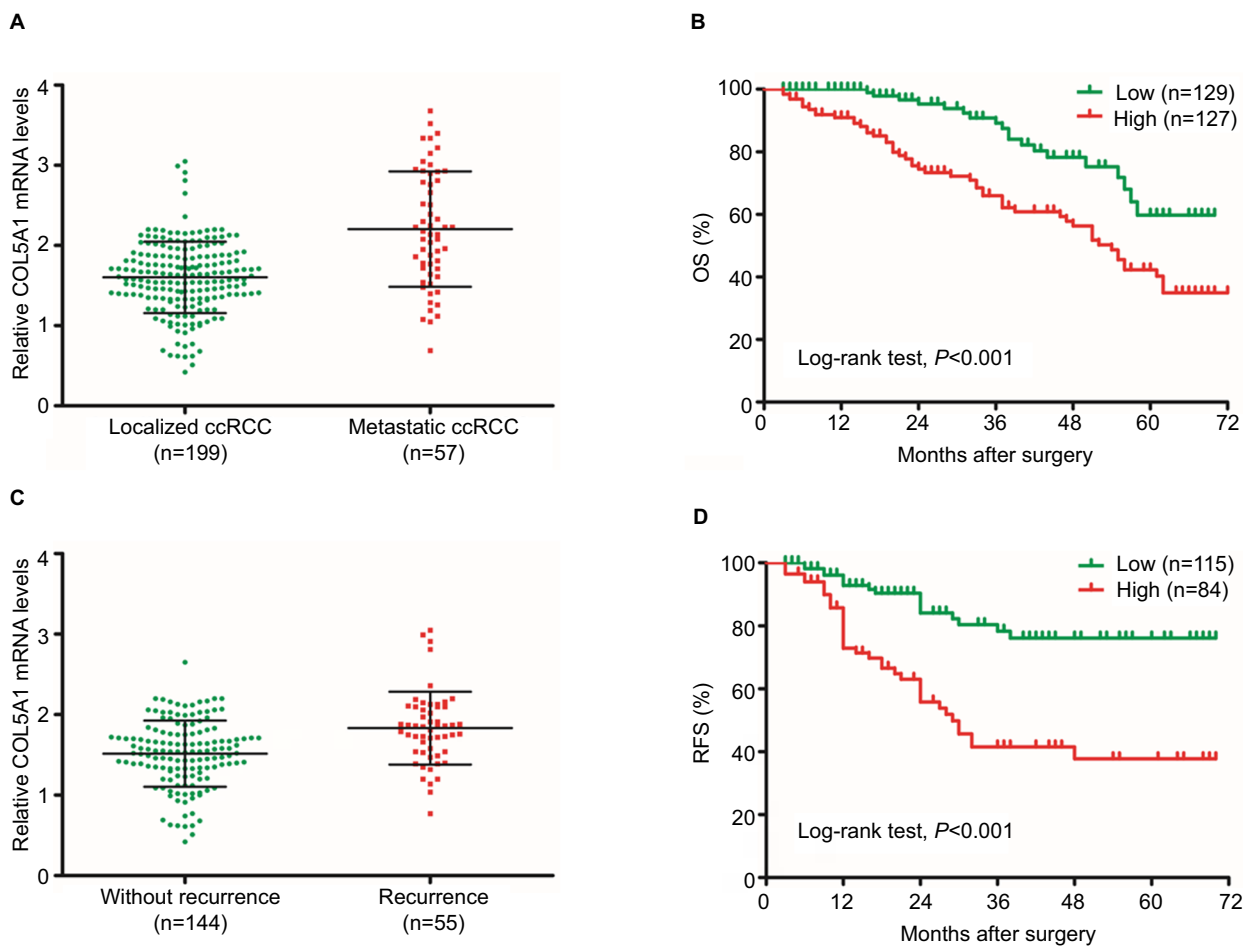 A
Relative COL5A1 mRNA levels
4
3
2
1
0
Localized ccRCC
(n=199)
Metastatic ccRCC
(n=57)
B
OS (%)
100
80
60
40
20
0
Low (n=129)
High (n=127)
Log-rank test, P<0.001
0 12 24 36 48 60 72
Months after surgery
C
Relative COL5A1 mRNA levels
4
3
2
1
0
Without recurrence
(n=144)
Recurrence
(n=55)
D
RFS (%)
100
80
60
40
20
0
Low (n=115)
High (n=84)
Log-rank test, P<0.001
0 12 24 36 48 60 72
Months after surgery